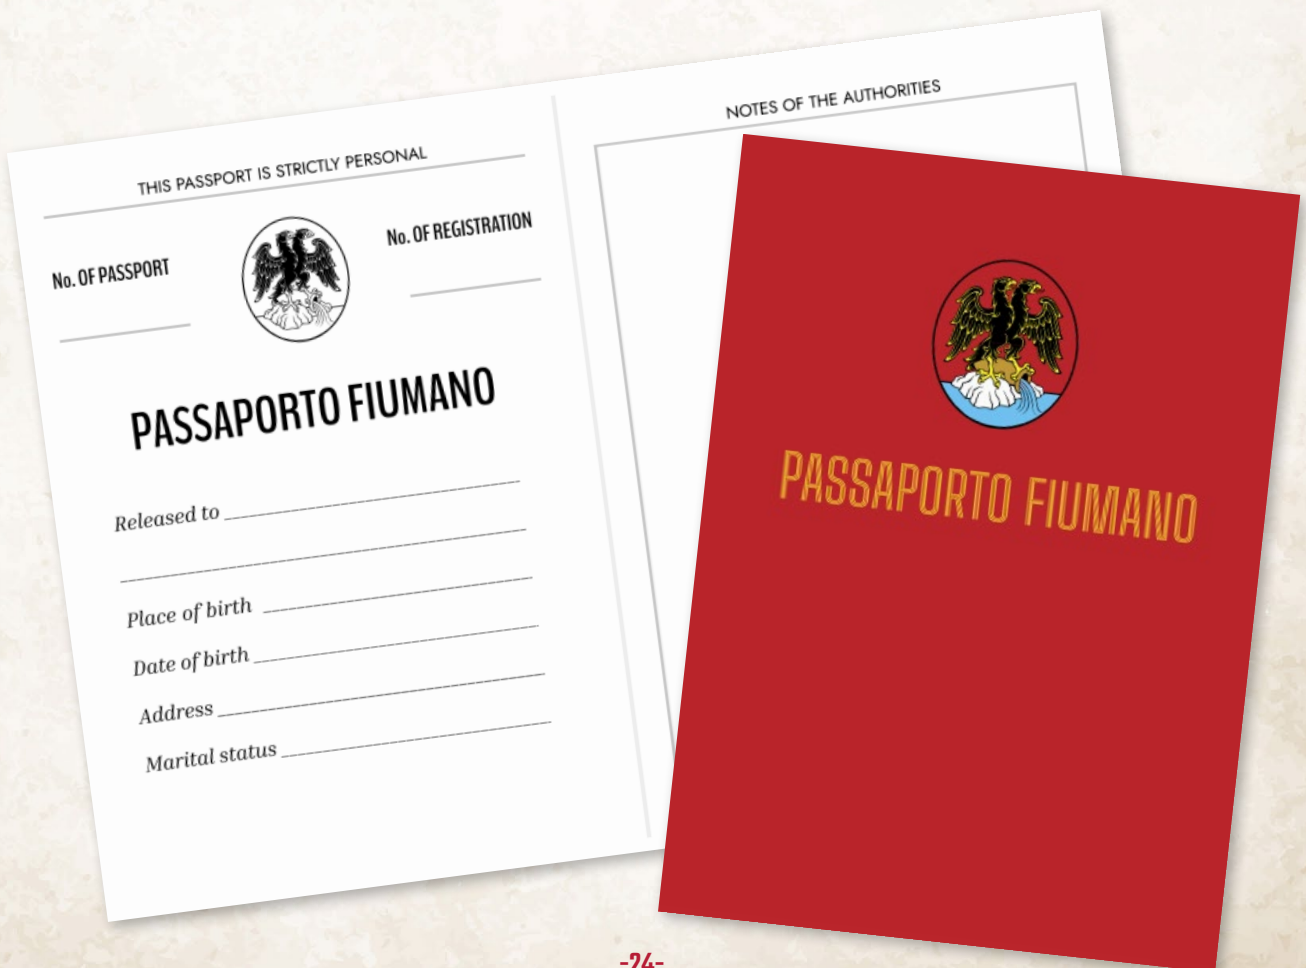 THIS PASSPORT IS STRICTLY PERSONAL
No. OF PASSPORT
No. OF REGISTRATION
PASSAPORTO FIUMANO
Released to
Place of birth
Date of birth
Address
Marital status
NOTES OF THE AUTHORITIES
PASSAPORTO FIUMANO
-24-